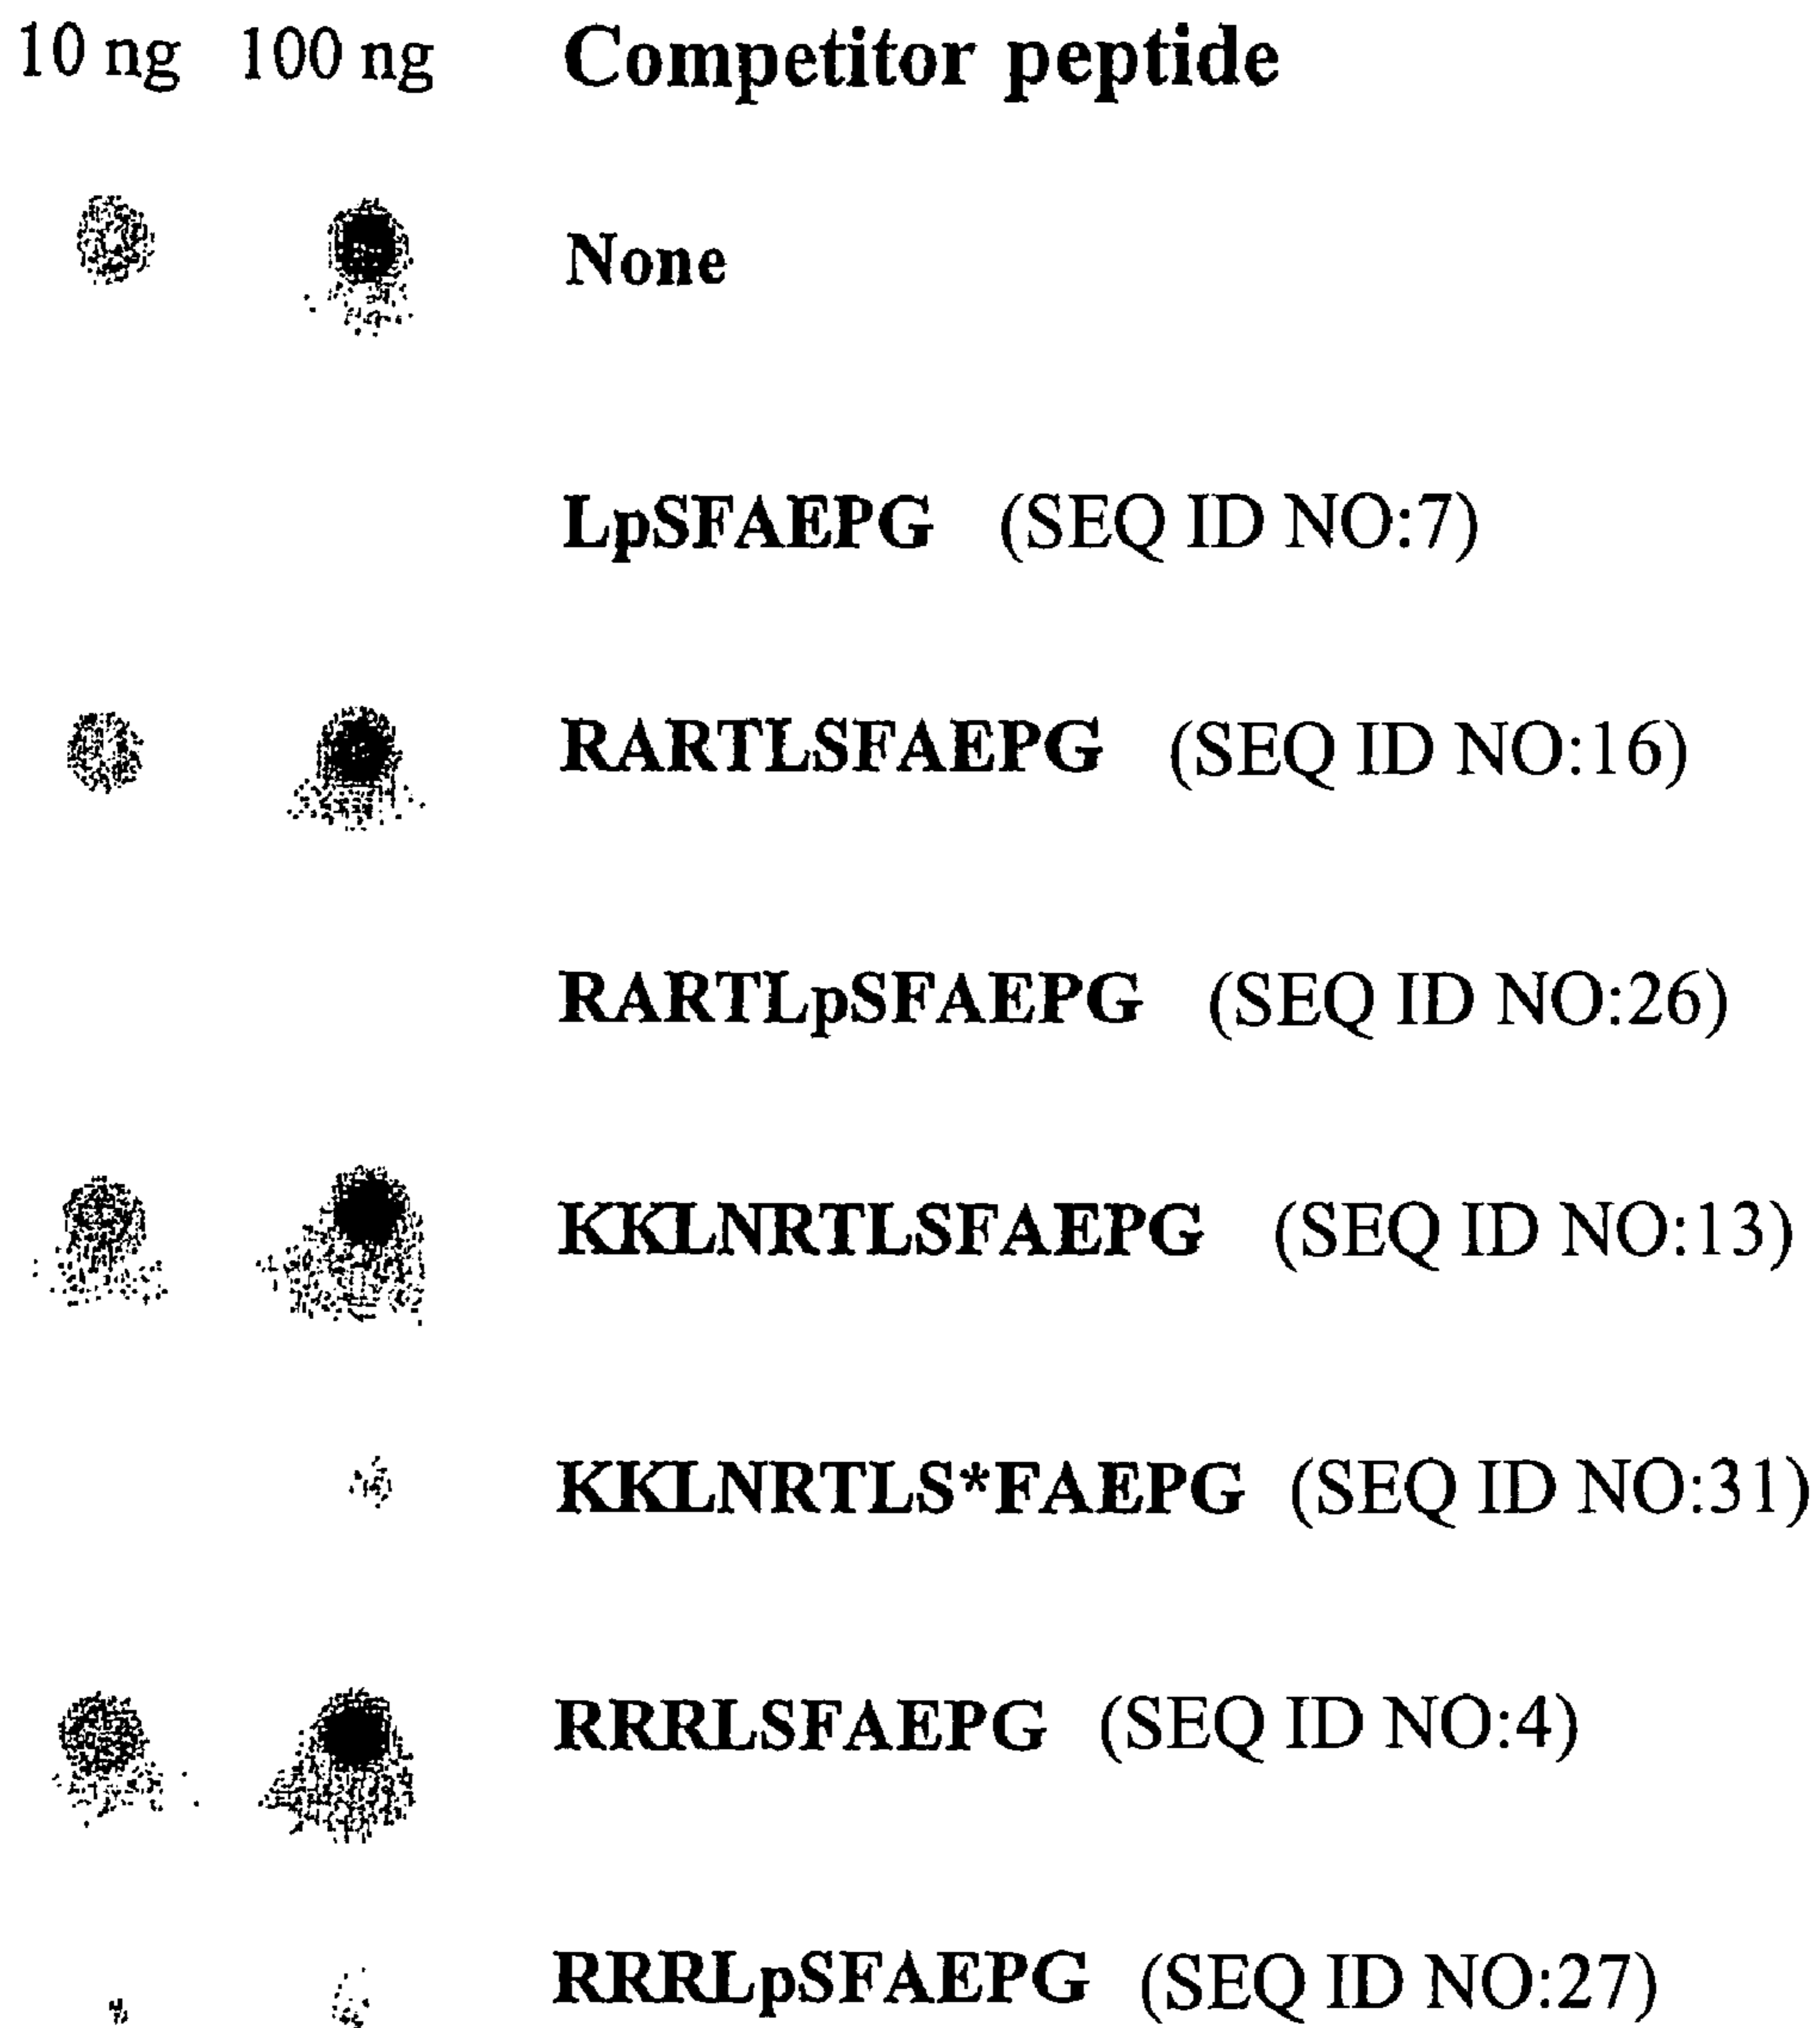 10 ng 100 ng Competitor peptide
None
LpSFAEPG (SEQ ID NO:7)
RARTLSFAEPG (SEQ ID NO:16)
RARTLpSFAEPG (SEQ ID NO:26)
KKLNRTLSFAEPG (SEQ ID NO:13)
KKLNRTLS*FAEPG (SEQ ID NO:31)
RRRLSFAEPG (SEQ ID NO:4)
RRRLpSFAEPG (SEQ ID NO:27)